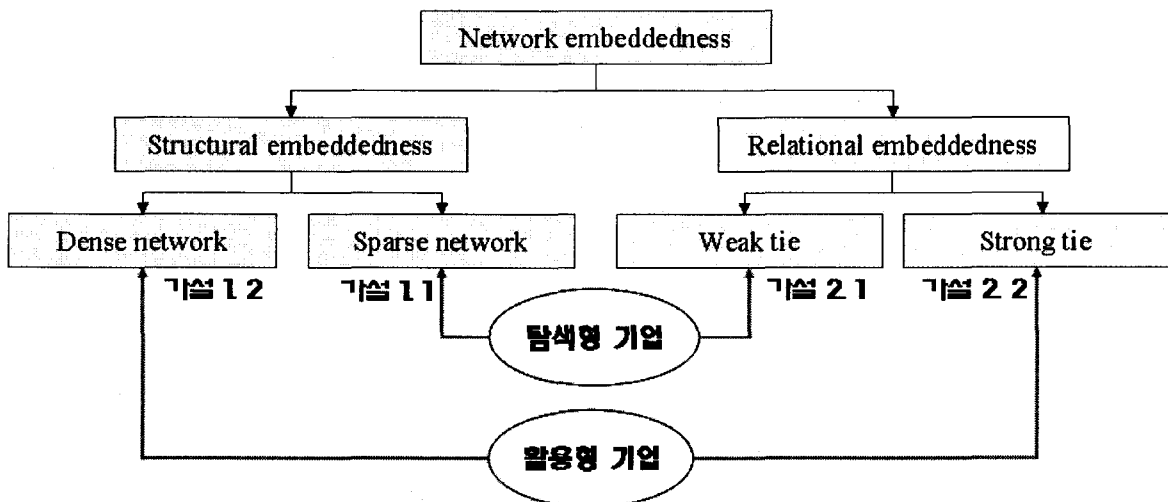 Network embeddedness
Structural embeddedness
Relational embeddedness
Dense network
Sparse network
Weak tie
Strong tie
가설 1 2
가설 1 1
가설 2 1
가설 2 2
탐색형 기업
활용형 기업